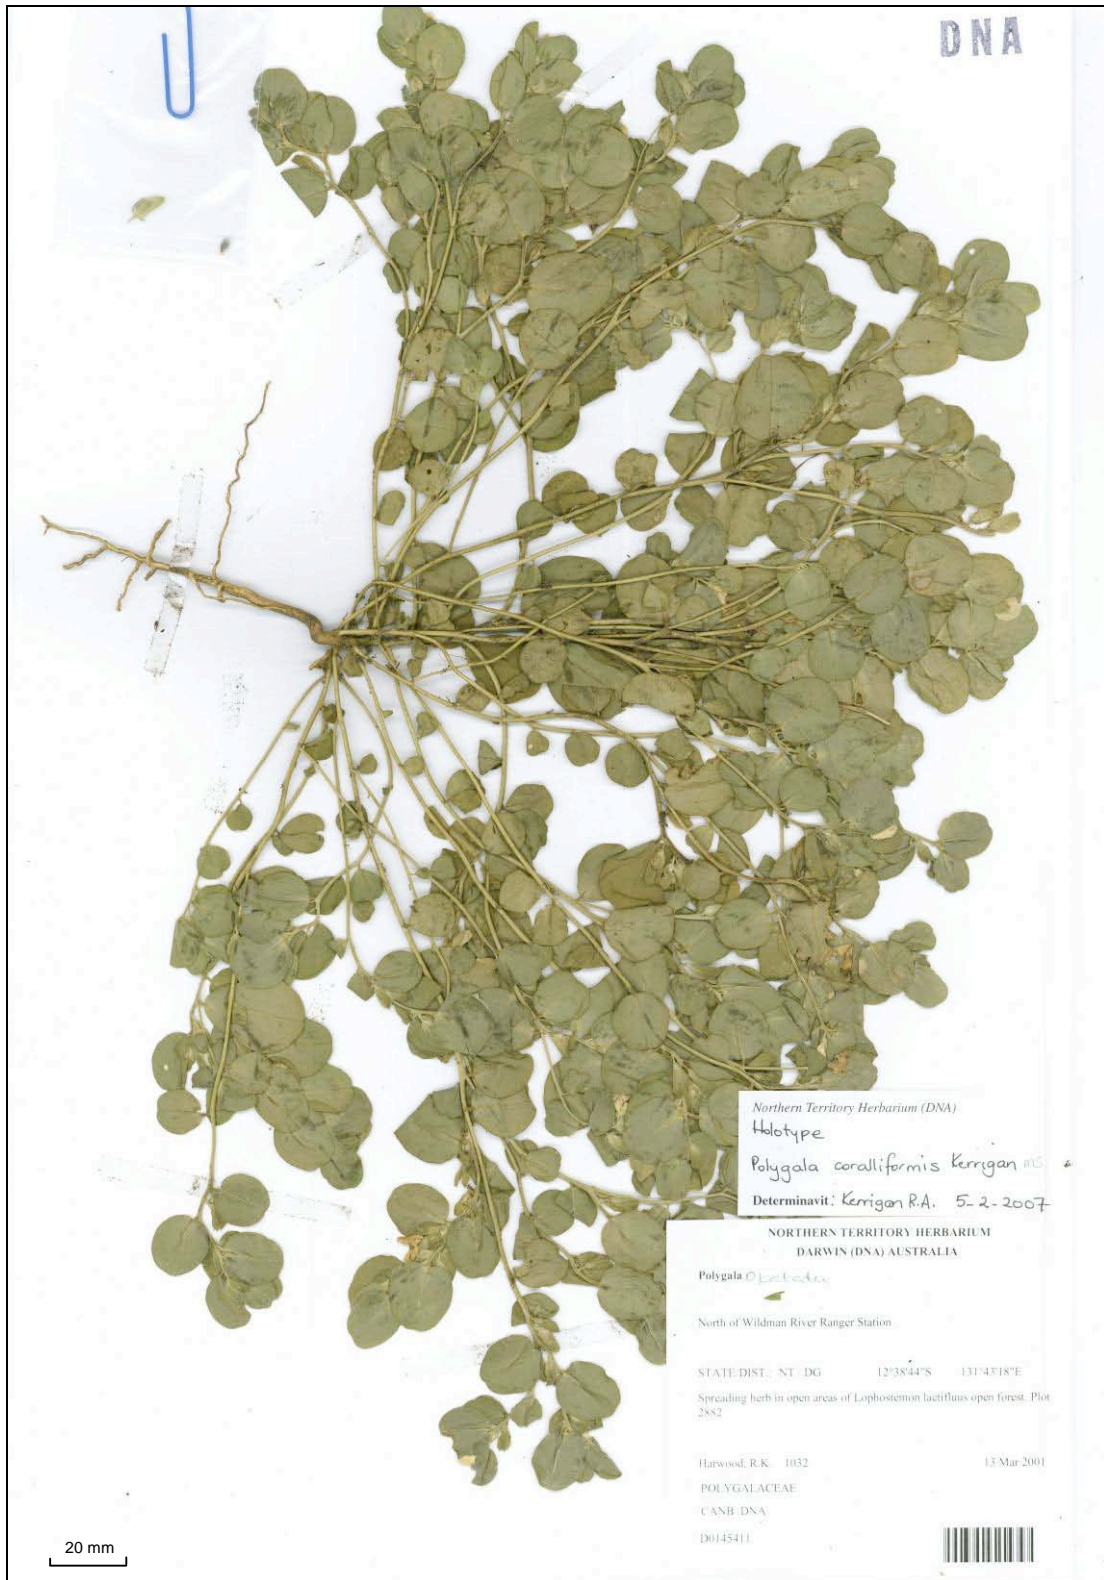 DNA
Northern Territory Herbarium (DNA)
Holotype
Polygala coralliformis Kerrigan ms
Determinavit: Kerrigan R.A. 5-2-2007
NORTHERN TERRITORY HERBARIUM
DARWIN (DNA) AUSTRALIA
Polygala
North of Wildman River Ranger Station
STATE/DIST.: NT DG 12°38'44"S 131°43'18"E
Spreading herb in open areas of Lophostemon lactifluus open forest. Plot
2882
Harwood, R.K. 1032 13 Mar 2001
POLYGALACEAE
CANB DNA
D0145411
20 mm